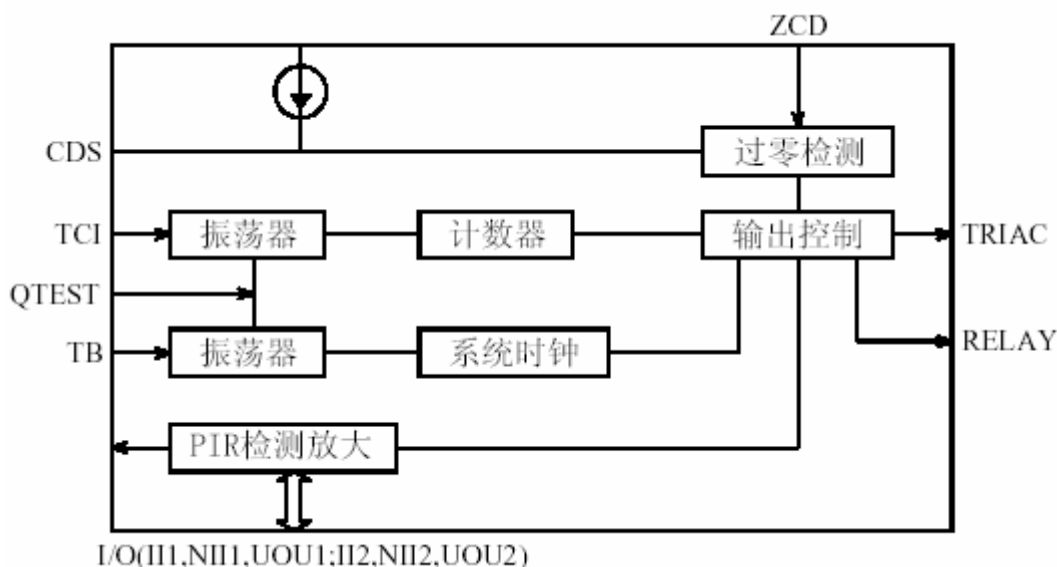 ZCD
CDS
过零检测
TCI
振荡器
计数器
输出控制
TRIAC
QTEST
TB
振荡器
系统时钟
RELAY
PIR检测放大
I/O(II1,NII1,UOU1;II2,NII2,UOU2)